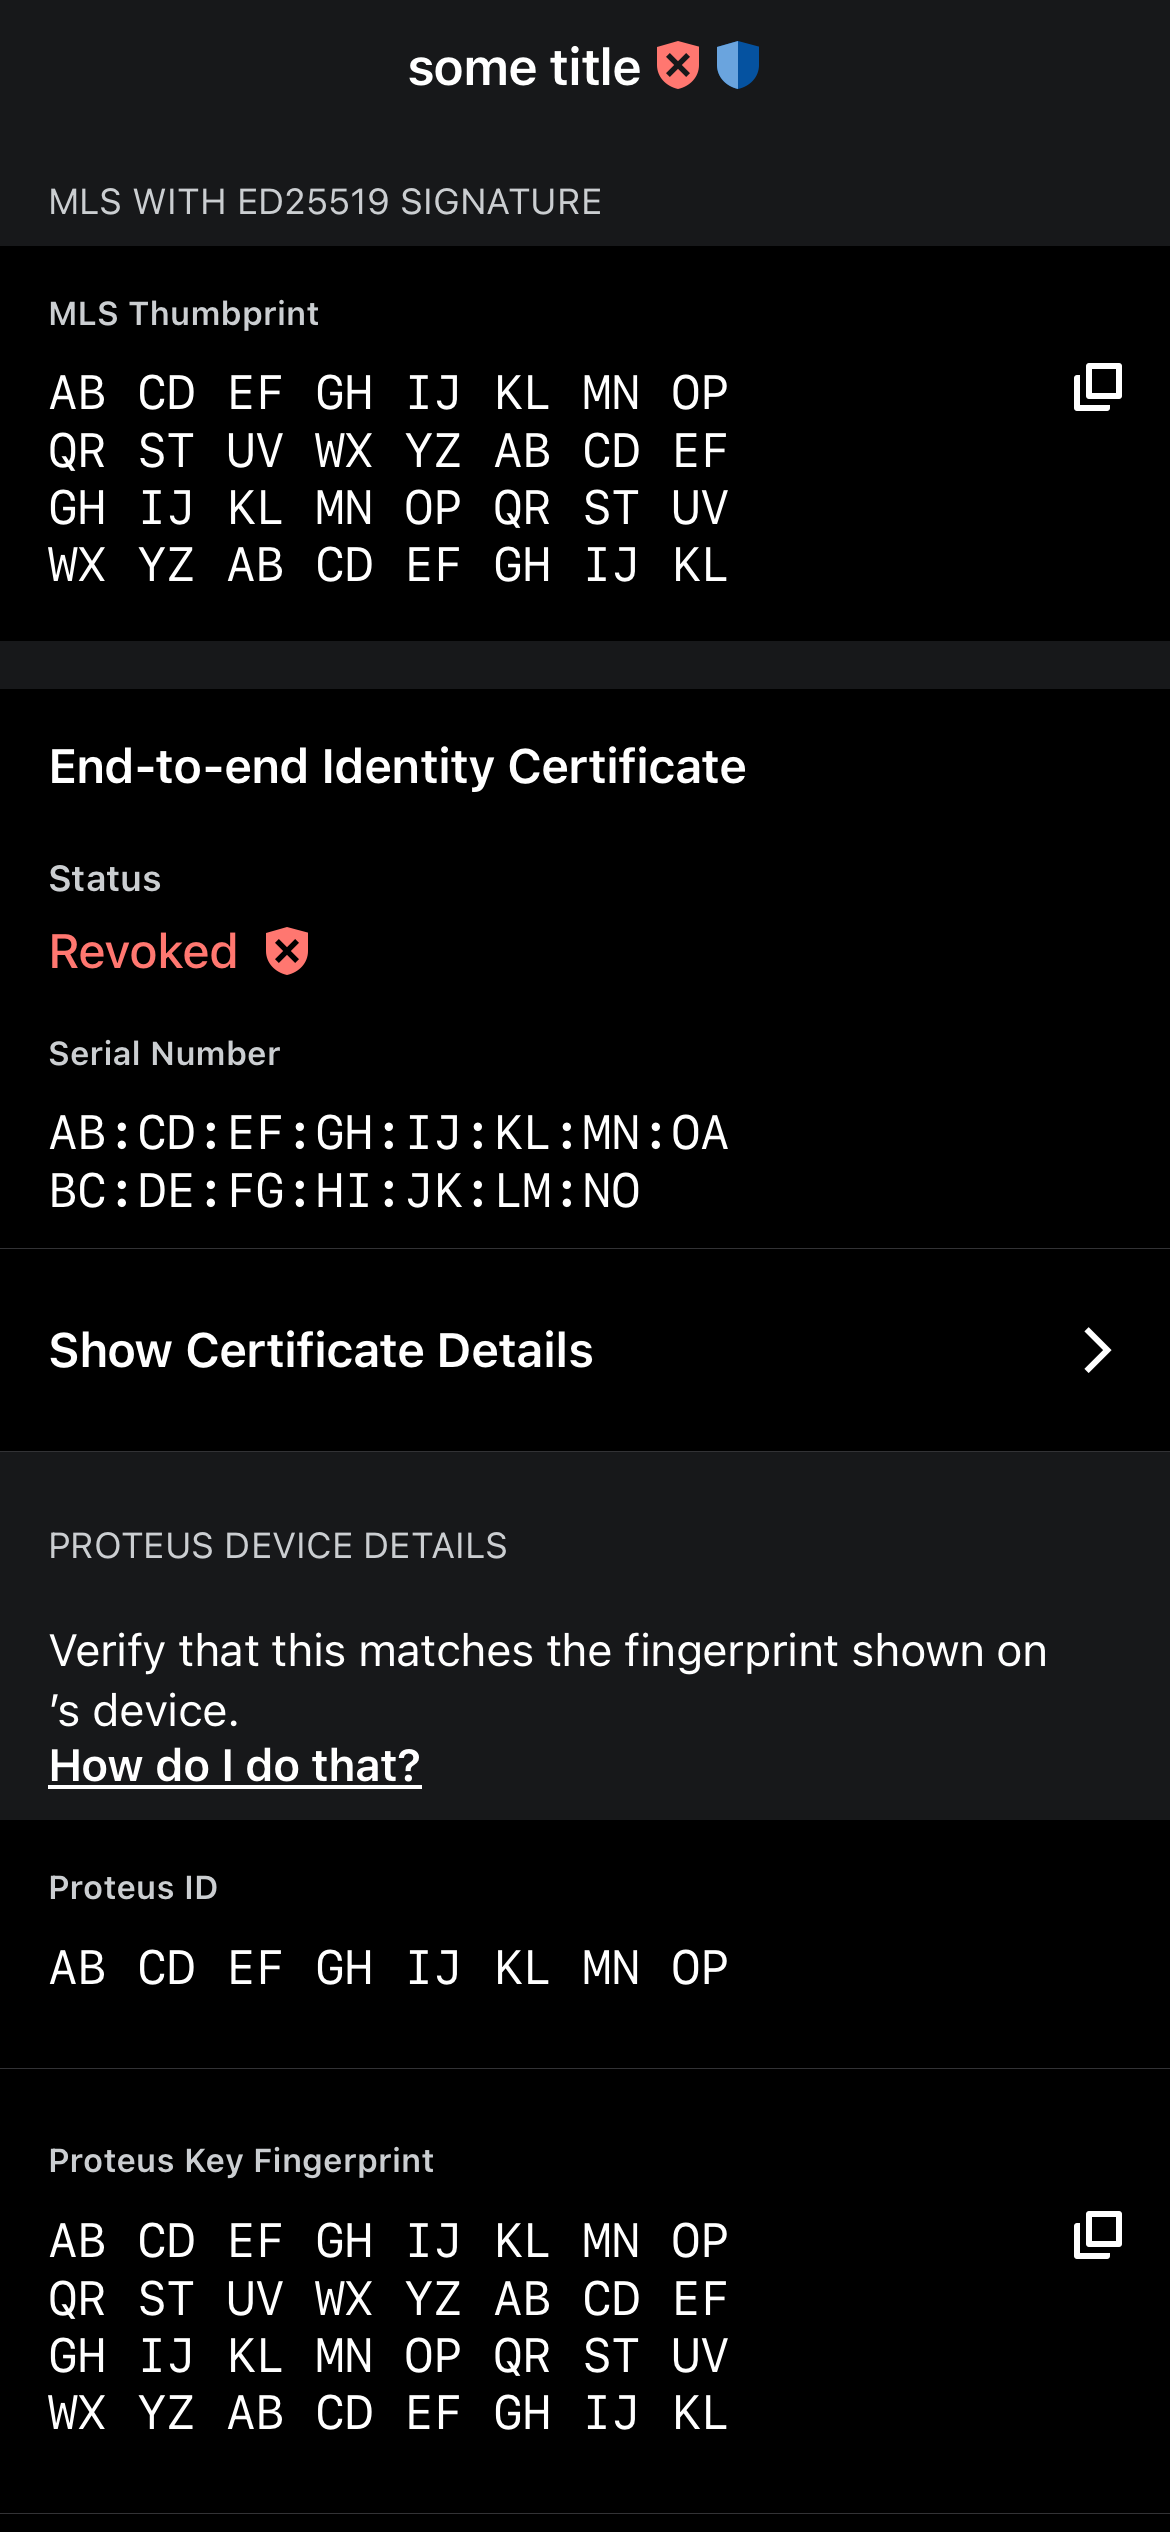 some title
MLS WITH ED25519 SIGNATURE
MLS Thumbprint
AB CD EF GH IJ KL MN OP
QR ST UV WX YZ AB CD EF
GH IJ KL MN OP QR ST UV
WX YZ AB CD EF GH IJ KL
End-to-end Identity Certificate
Status
Revoked
Serial Number
AB:CD:EF:GH:IJ:KL:MN:OA
BC:DE:FG:HI:JK:LM:NO
Show Certificate Details
PROTEUS DEVICE DETAILS
Verify that this matches the fingerprint shown on
’s device.
How do I do that?
Proteus ID
AB CD EF GH IJ KL MN OP
Proteus Key Fingerprint
AB CD EF GH IJ KL MN OP
QR ST UV WX YZ AB CD EF
GH IJ KL MN OP QR ST UV
WX YZ AB CD EF GH IJ KL